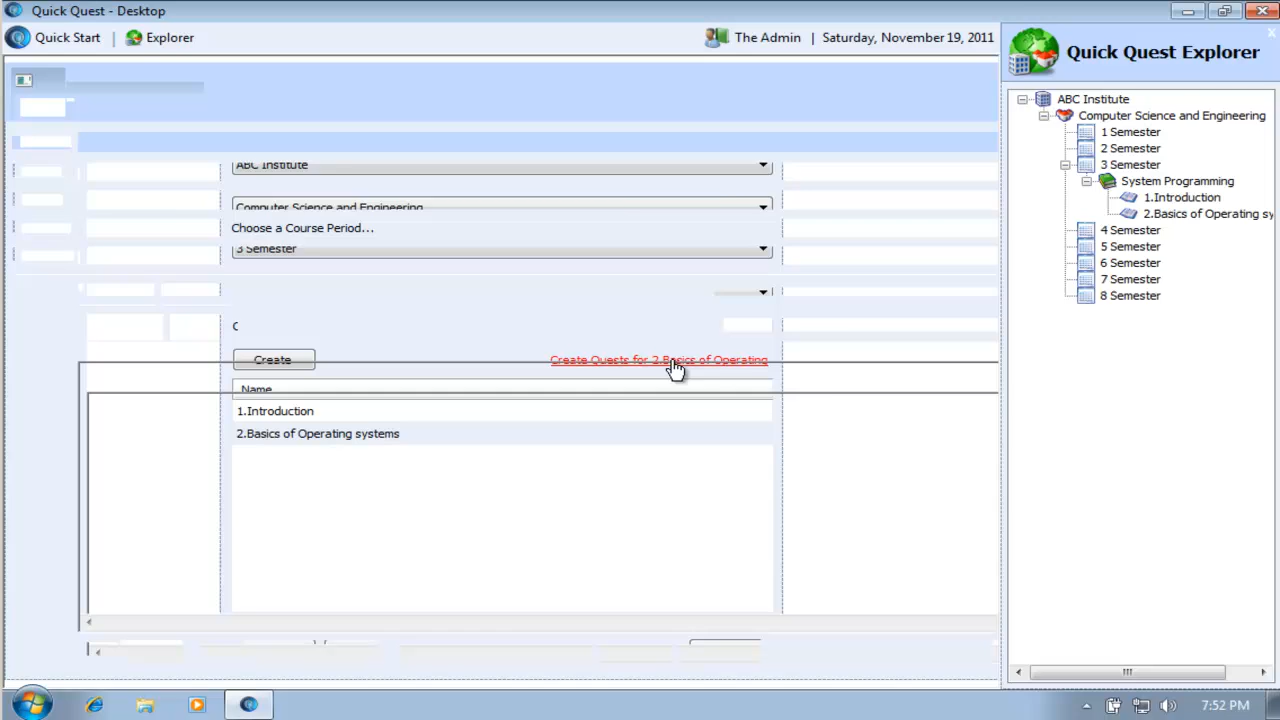 Quick Quest - Desktop
Quick Start | Explorer
The Admin | Saturday, November 19, 2011
Quick Quest Explorer
ABC Institute
Computer Science and Engineering
1 Semester
2 Semester
3 Semester
System Programming
1.Introduction
2.Basics of Operating sy
4 Semester
5 Semester
6 Semester
7 Semester
8 Semester
ABC Institute
Computer Science and Engineering
Choose a Course Period...
3 Semester
C
Create
Create Quests for 2.Basics of Operating
Name
1.Introduction
2.Basics of Operating systems
7:52 PM